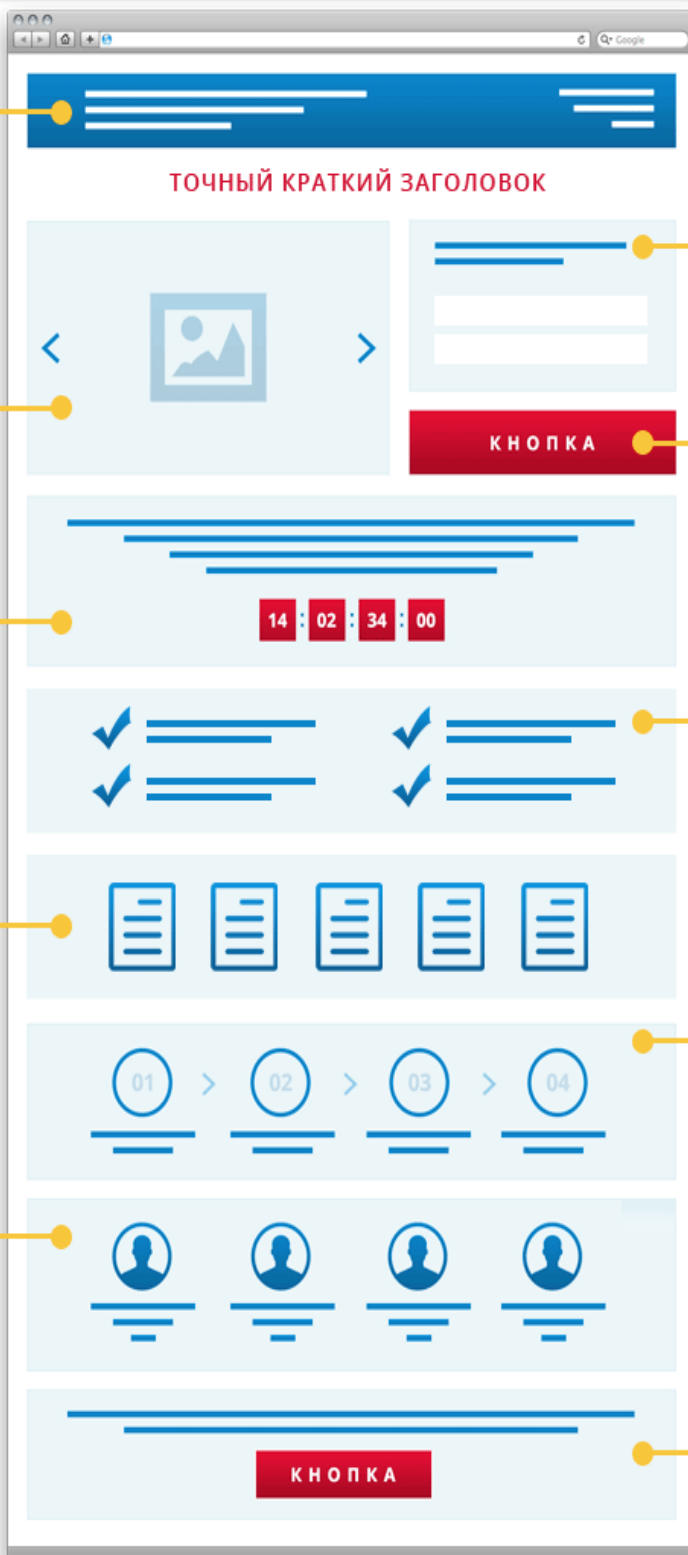 Google
ТОЧНЫЙ КРАТКИЙ ЗАГОЛОВОК
КНОПКА
14 : 02 : 34 : 00
01 02 03 04
КНОПКА